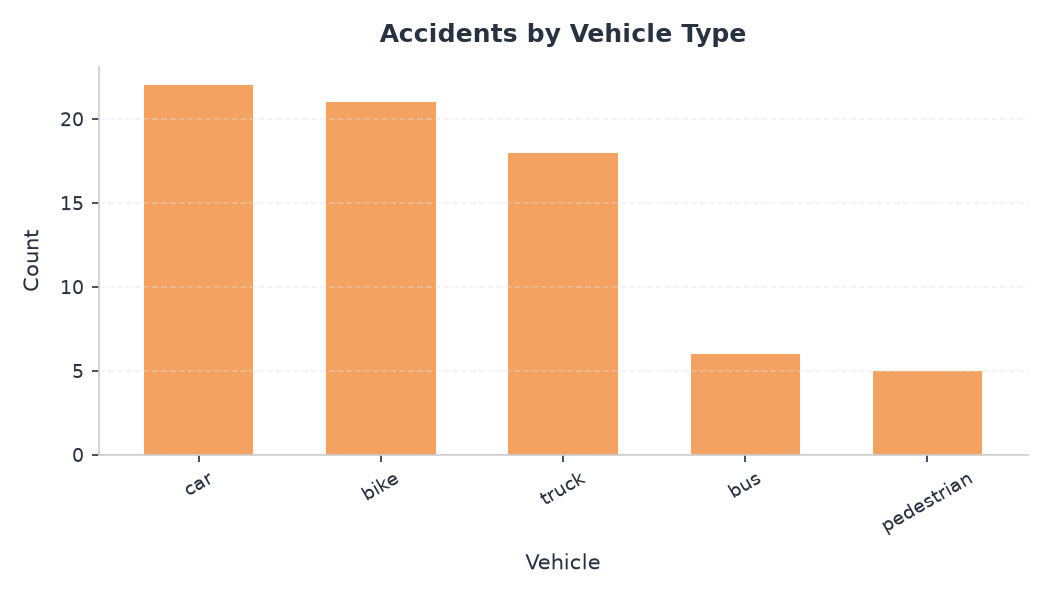 Accidents by Vehicle Type
Count
20
15
10
5
0
car
bike
truck
bus
pedestrian
Vehicle